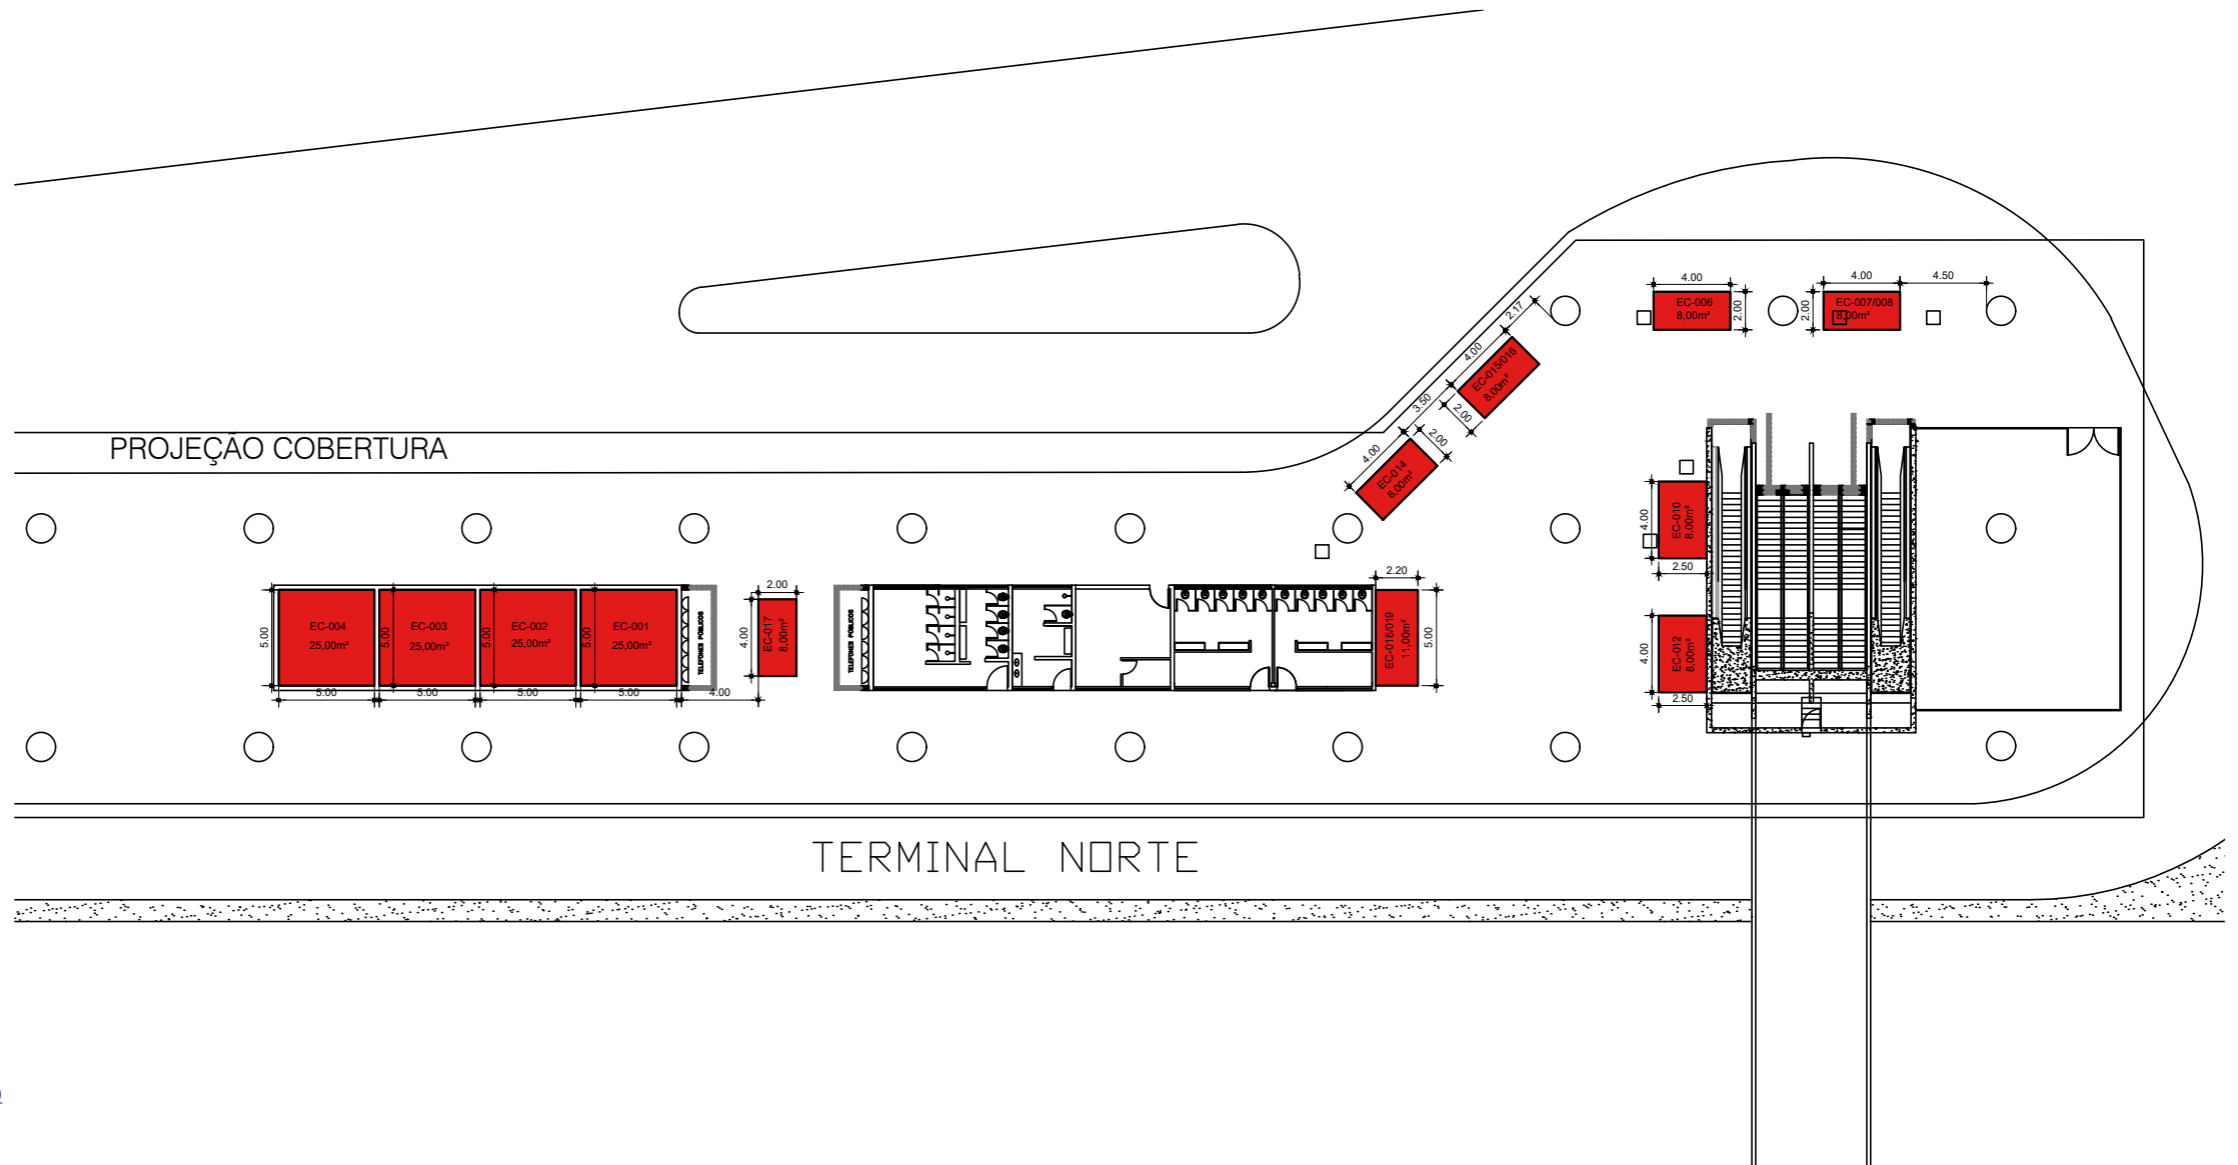 4.00
4.00
4.50
EC-006
8,00m²
2.00
2.00
EC-007/008
8,00m²
2.17
4.00
EC-015/016
8,00m²
3.50
2.00
2.00
4.00
EC-014
8,00m²
PROJEÇÃO COBERTURA
4.00
EC-010
8,00m²
2.50
5.00
EC-004
25,00m²
5.00
EC-003
25,00m²
5.00
EC-002
25,00m²
5.00
EC-001
25,00m²
TELEFONES PÚBLICOS
2.00
4.00
EC-017
8,00m²
TELEFONES PÚBLICOS
2.20
EC-018/019
11,00m²
5.00
4.00
EC-012
8,00m²
2.50
5.00
5.00
5.00
5.00
4.00
TERMINAL NORTE